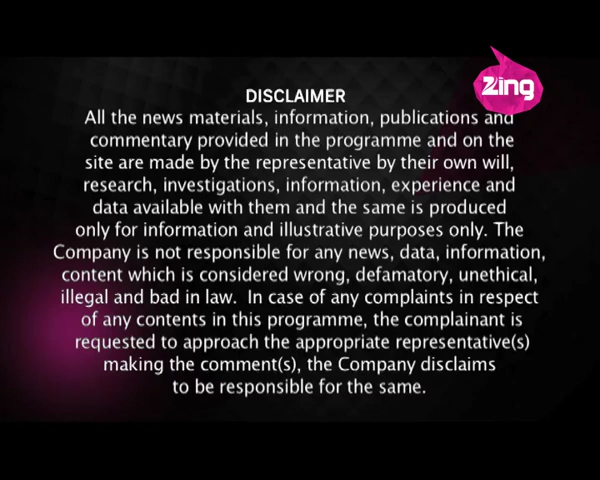 Zing
DISCLAIMER
All the news materials, information, publications and
commentary provided in the programme and on the
site are made by the representative by their own will,
research, investigations, information, experience and
data available with them and the same is produced
only for information and illustrative purposes only. The
Company is not responsible for any news, data, information,
content which is considered wrong, defamatory, unethical,
illegal and bad in law.  In case of any complaints in respect
of any contents in this programme, the complainant is
requested to approach the appropriate representative(s)
making the comment(s), the Company disclaims
to be responsible for the same.